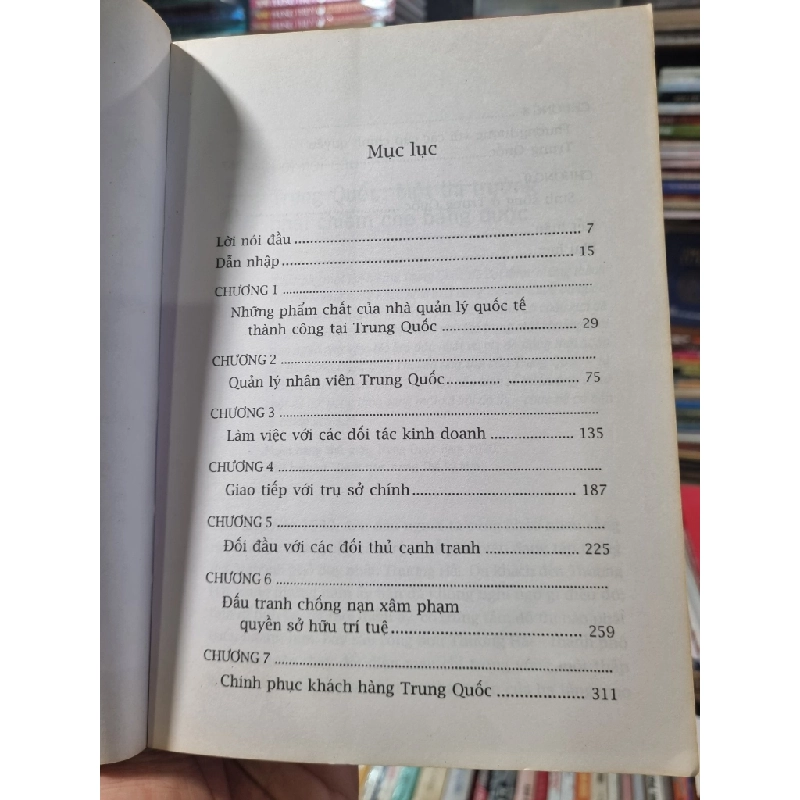 Mục lục
Lời nói đầu ........ 7
Dẫn nhập ........ 15
CHƯƠNG 1 ........
Những phẩm chất của nhà quản lý quốc tế
thành công tại Trung Quốc ........ 29
CHƯƠNG 2 ........
Quản lý nhân viên Trung Quốc ........ 75
CHƯƠNG 3 ........
Làm việc với các đối tác kinh doanh ........ 135
CHƯƠNG 4 ........
Giao tiếp với trụ sở chính ........ 187
CHƯƠNG 5 ........
Đối đầu với các đối thủ cạnh tranh ........ 225
CHƯƠNG 6 ........
Đấu tranh chống nạn xâm phạm
quyền sở hữu trí tuệ ........ 259
CHƯƠNG 7 ........
Chinh phục khách hàng Trung Quốc ........ 311